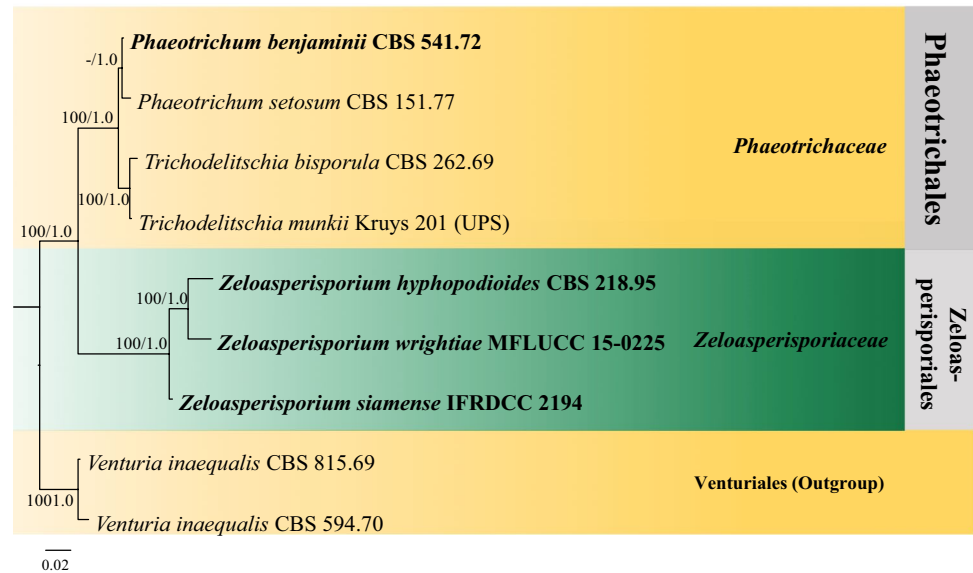 Phaeotrichum benjaminii CBS 541.72
-/1.0
Phaeotrichum setosum CBS 151.77
100/1.0
Trichodelitschia bisporula CBS 262.69
Phaeotrichaceae
Phaeotrichales
100/1.0
Trichodelitschia munkii Kruys 201 (UPS)
100/1.0
Zeloasperisporium hyphopodioides CBS 218.95
100/1.0
Zeloasperisporium wrightiae MFLUCC 15-0225
Zeloasperisporiaceae
100/1.0
Zeloas-
perisporiales
Zeloasperisporium siamense IFRDCC 2194
Venturia inaequalis CBS 815.69
Venturiales (Outgroup)
1001.0
Venturia inaequalis CBS 594.70
0.02